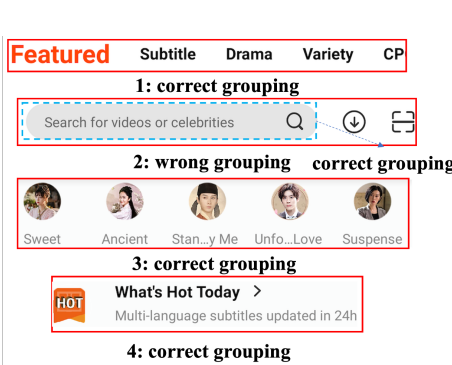 Featured Subtitle Drama Variety CP
1: correct grouping
Search for videos or celebrities
2: wrong grouping correct grouping
Sweet Ancient Stan...y Me Unfo...Love Suspense
3: correct grouping
HOT What's Hot Today >
Multi-language subtitles updated in 24h
4: correct grouping